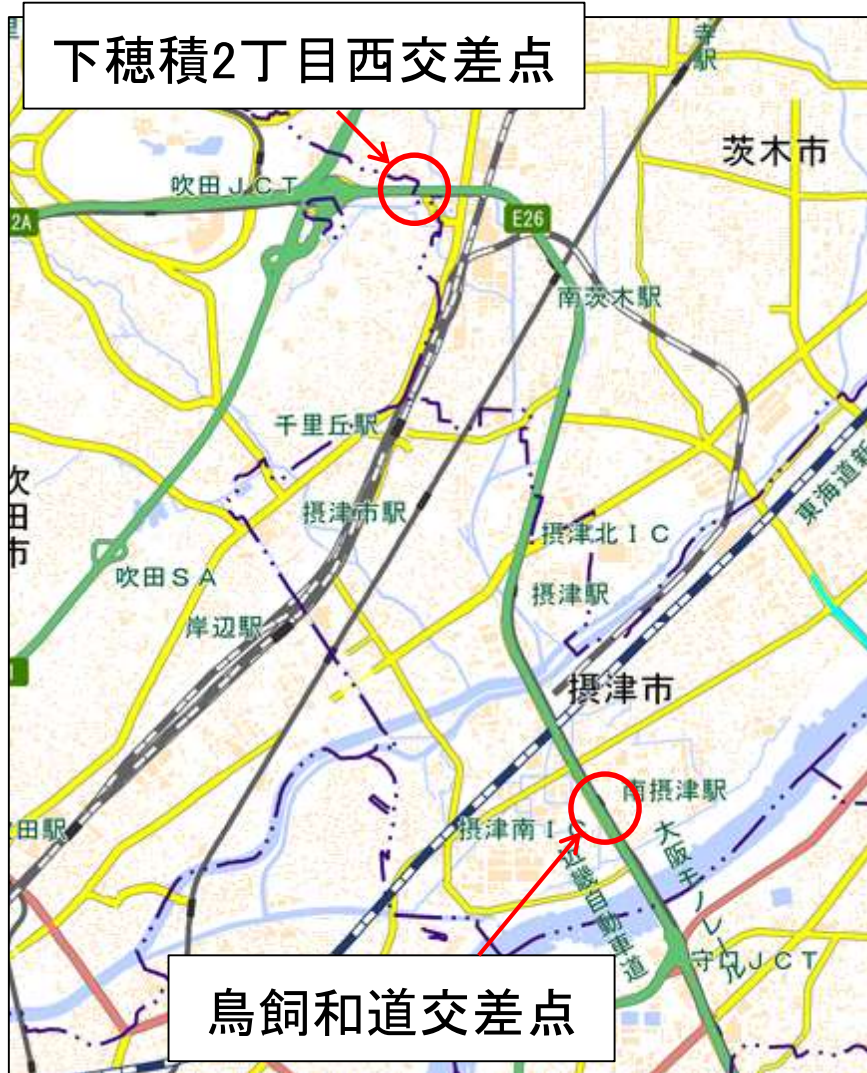 下穂積2丁目西交差点
寺駅
茨木市
吹田JCT
2A
E26
南茨木駅
千里丘駅
吹田市
摂津市駅
摂津北IC
東海道新
吹田SA
摂津駅
岸辺駅
摂津市
南摂津駅
田駅
摂津南IC
近畿自動車道
大阪モノレール
守口JCT
鳥飼和道交差点